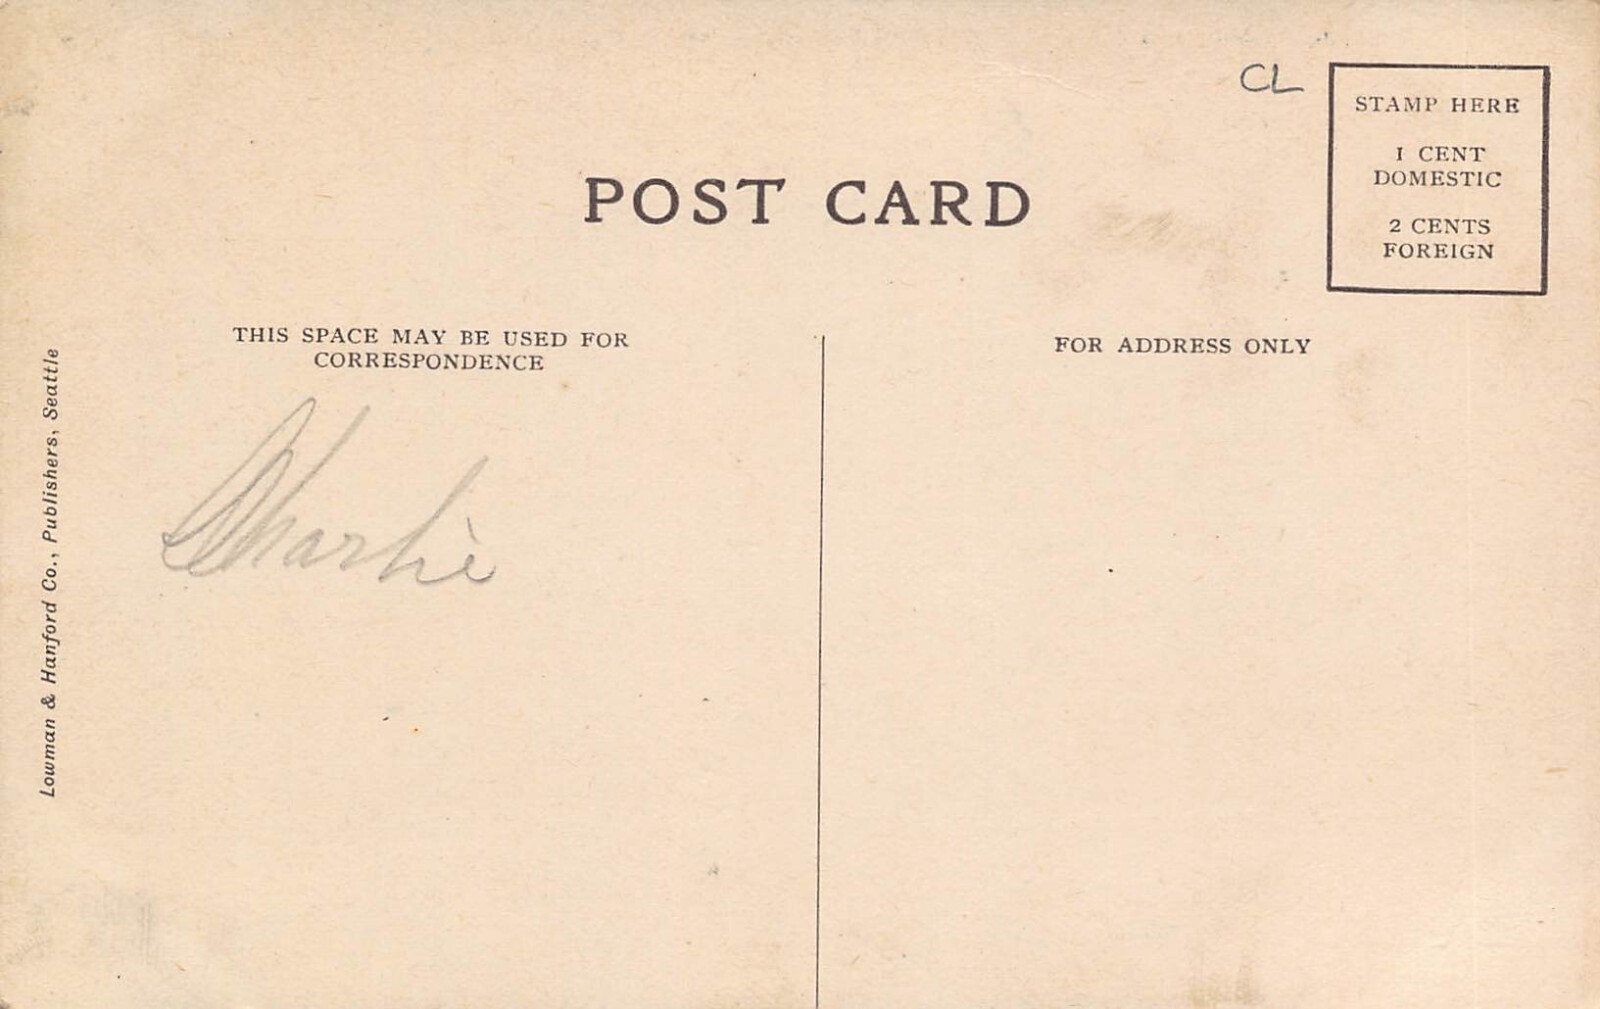 CL
STAMP HERE
1 CENT
DOMESTIC
2 CENTS
FOREIGN
POST CARD
THIS SPACE MAY BE USED FOR
CORRESPONDENCE
FOR ADDRESS ONLY
Charlie
Lowman & Hanford Co., Publishers, Seattle